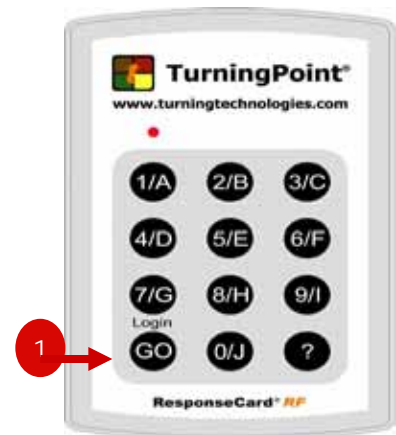 TurningPoint®
www.turningtechnologies.com
1/A 2/B 3/C
4/D 5/E 6/F
7/G 8/H 9/I
Login
1
GO 0/J ?
ResponseCard® RF